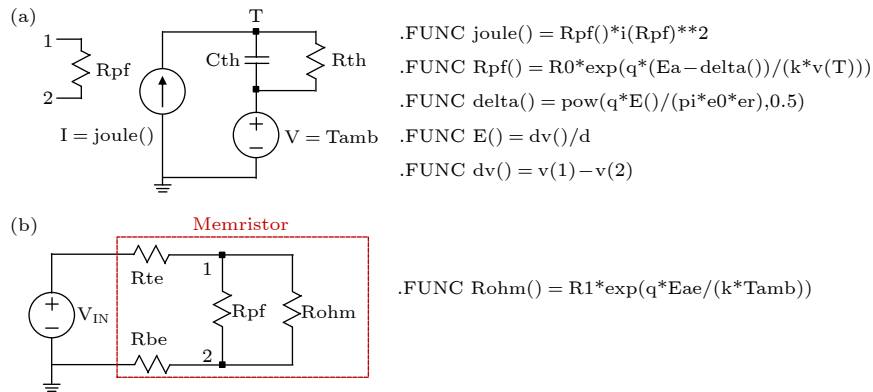 (a)
T
1
Rpf
2
Cth
Rth
I = joule()
+
−
V = Tamb
.FUNC joule() = Rpf()*i(Rpf)**2
.FUNC Rpf() = R0*exp(q*(Ea−delta())/(k*v(T)))
.FUNC delta() = pow(q*E()/(pi*e0*er),0.5)
.FUNC E() = dv()/d
.FUNC dv() = v(1)−v(2)
(b)
Memristor
Rte
1
+
−
VIN
Rpf
Rohm
Rbe
2
.FUNC Rohm() = R1*exp(q*Eae/(k*Tamb))